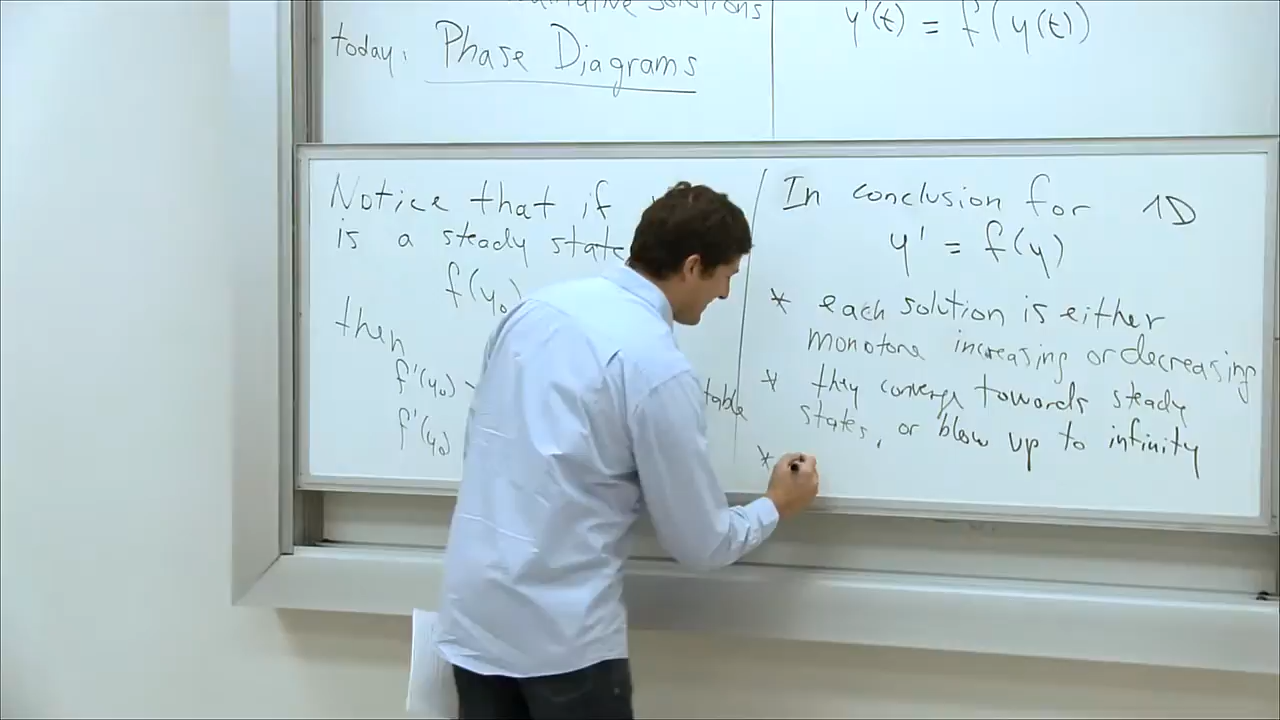 solutions
today: Phase Diagrams
y'(t) = f(y(t))
Notice that if
is a steady state
f(y₀)
then
f'(y₀)
f'(y₀)
table
In conclusion for 1D
y' = f(y)
* each solution is either
monotone increasing or decreasing
* they converge towards steady
states, or blow up to infinity
*